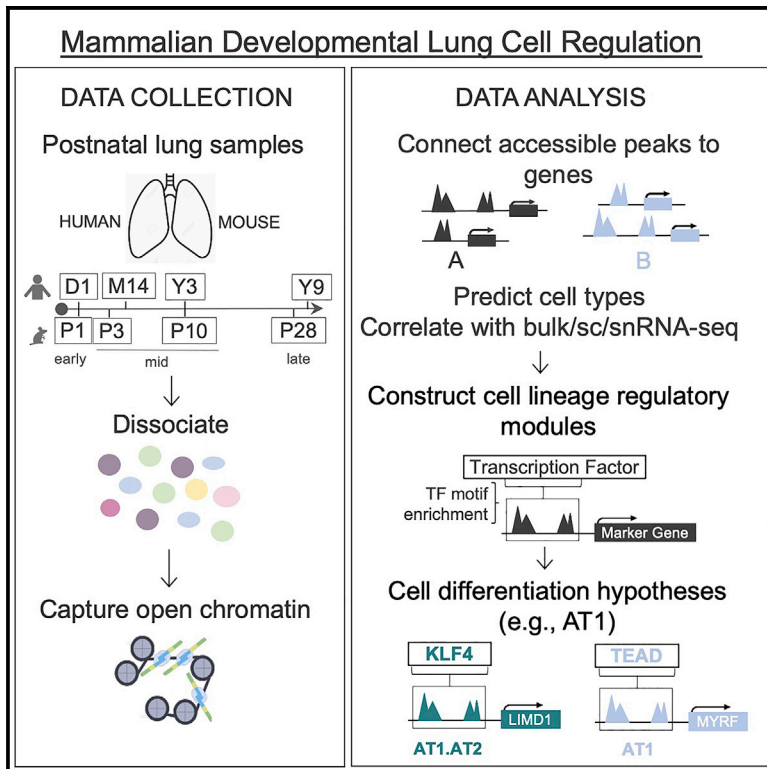 Mammalian Developmental Lung Cell Regulation
DATA COLLECTION
Postnatal lung samples
HUMAN
MOUSE
D1
M14
Y3
Y9
P1
P3
P10
P28
early
mid
late
Dissociate
Capture open chromatin
DATA ANALYSIS
Connect accessible peaks to
genes
A
B
Predict cell types
Correlate with bulk/sc/snRNA-seq
Construct cell lineage regulatory
modules
Transcription Factor
TF motif
enrichment
Marker Gene
Cell differentiation hypotheses
(e.g., AT1)
KLF4
LIMD1
AT1.AT2
TEAD
MYRF
AT1